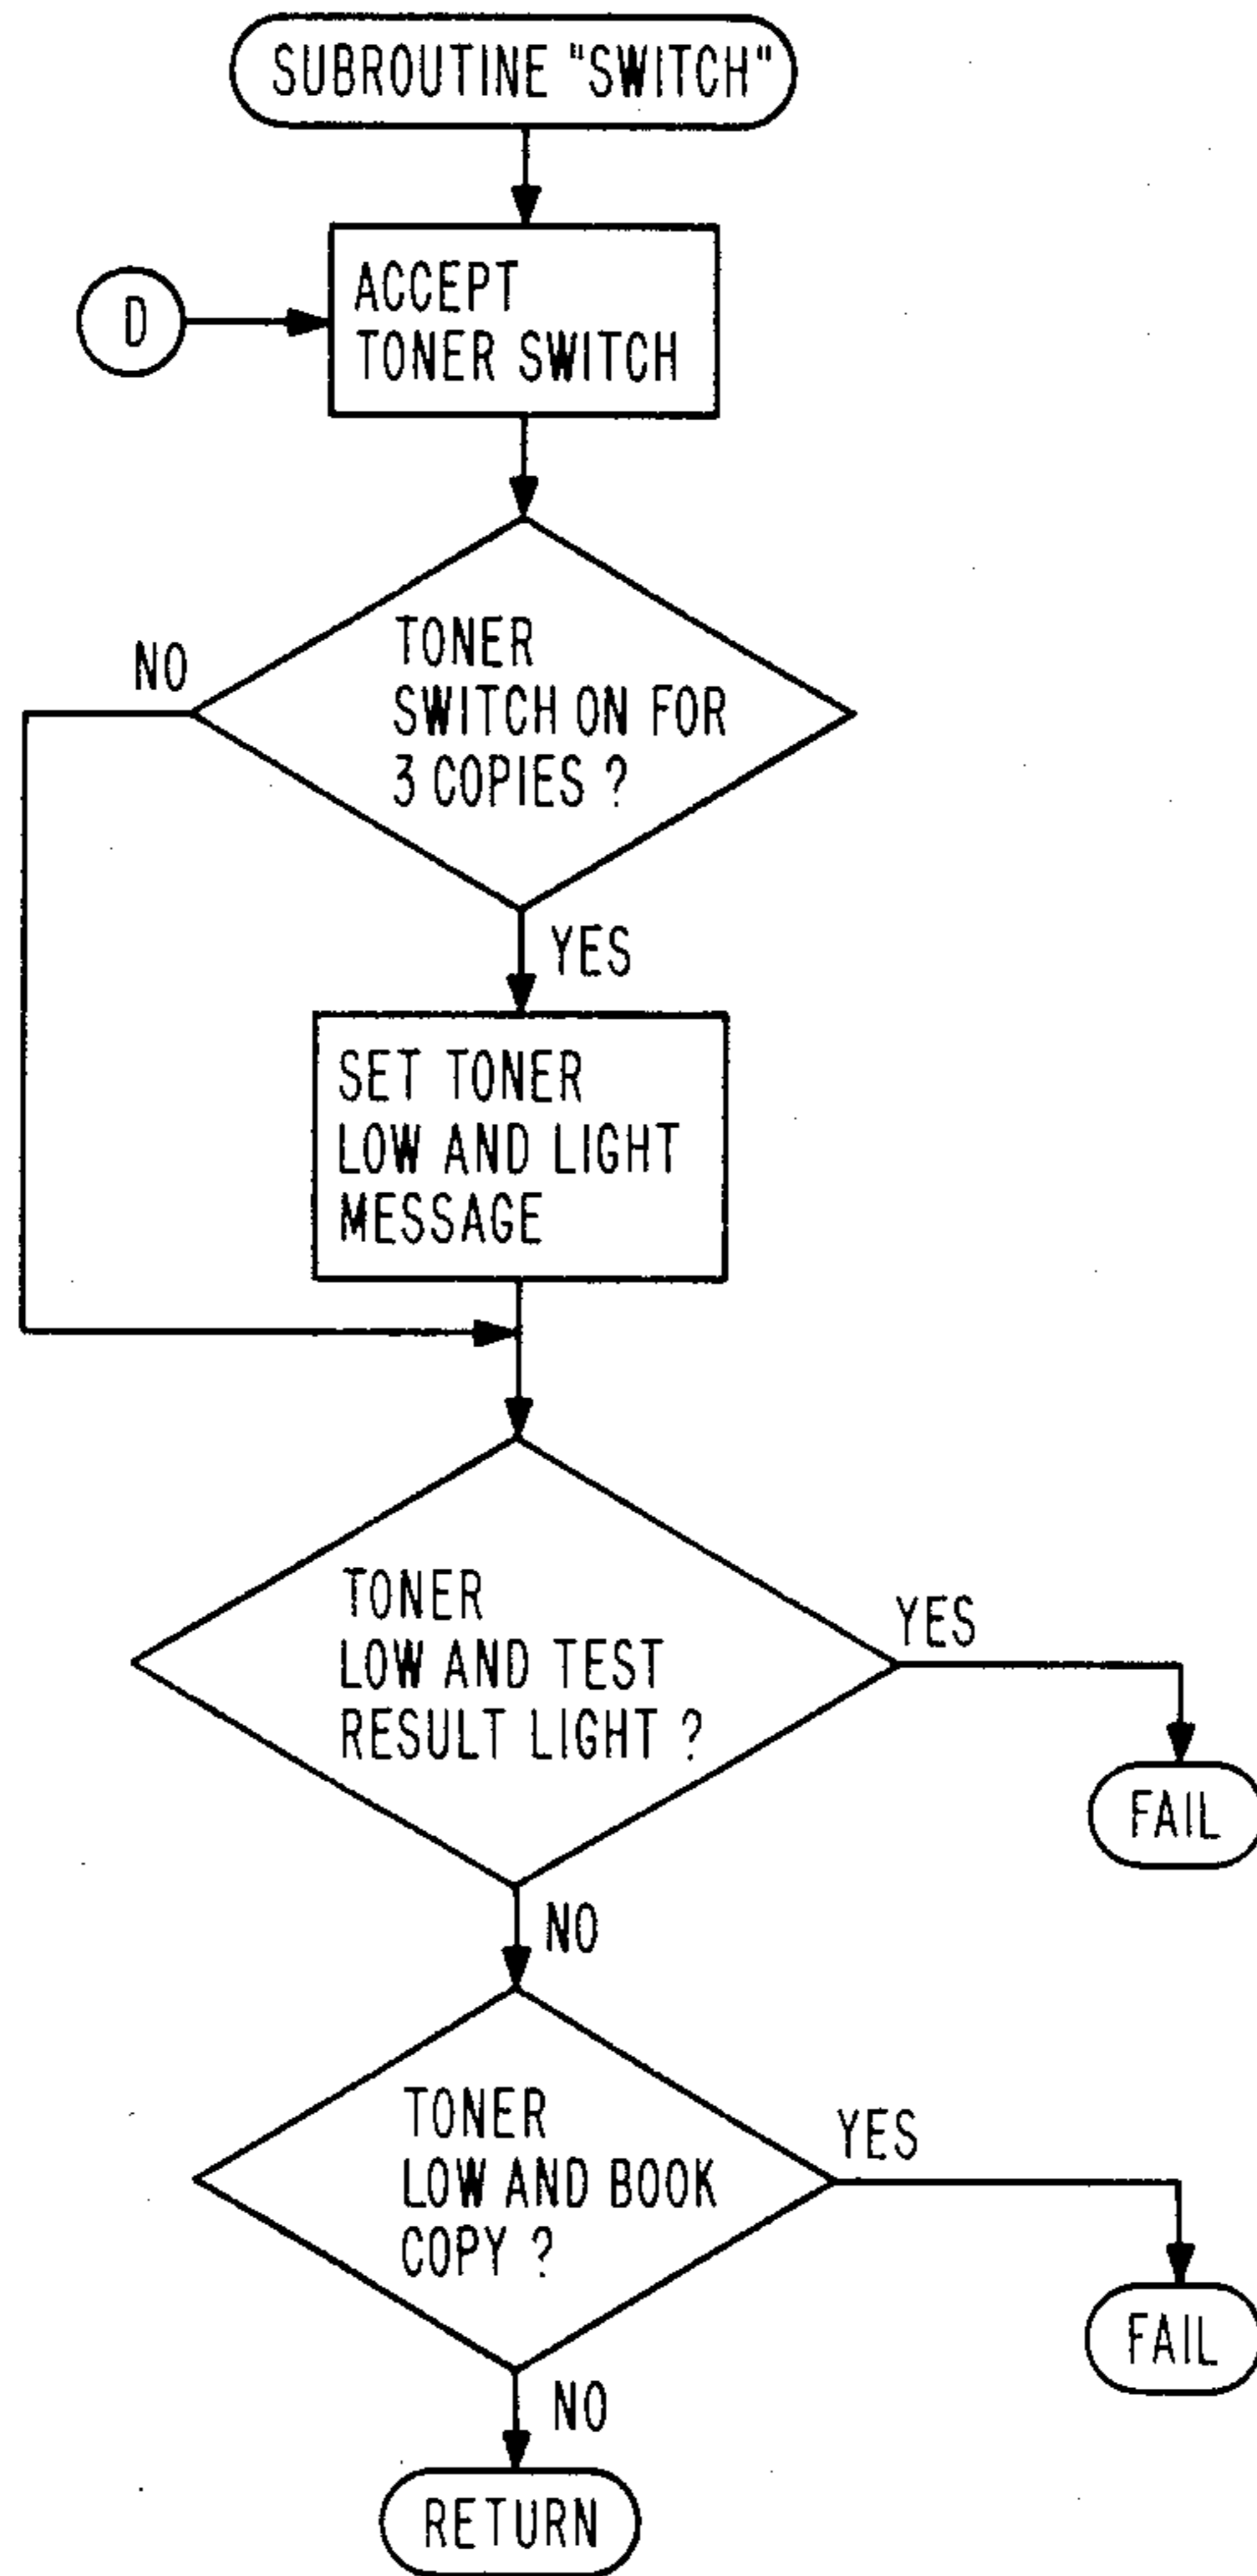 SUBROUTINE "SWITCH"
D
ACCEPT
TONER SWITCH
TONER
SWITCH ON FOR
3 COPIES ?
NO
YES
SET TONER
LOW AND LIGHT
MESSAGE
TONER
LOW AND TEST
RESULT LIGHT ?
YES
FAIL
NO
TONER
LOW AND BOOK
COPY ?
YES
FAIL
NO
RETURN